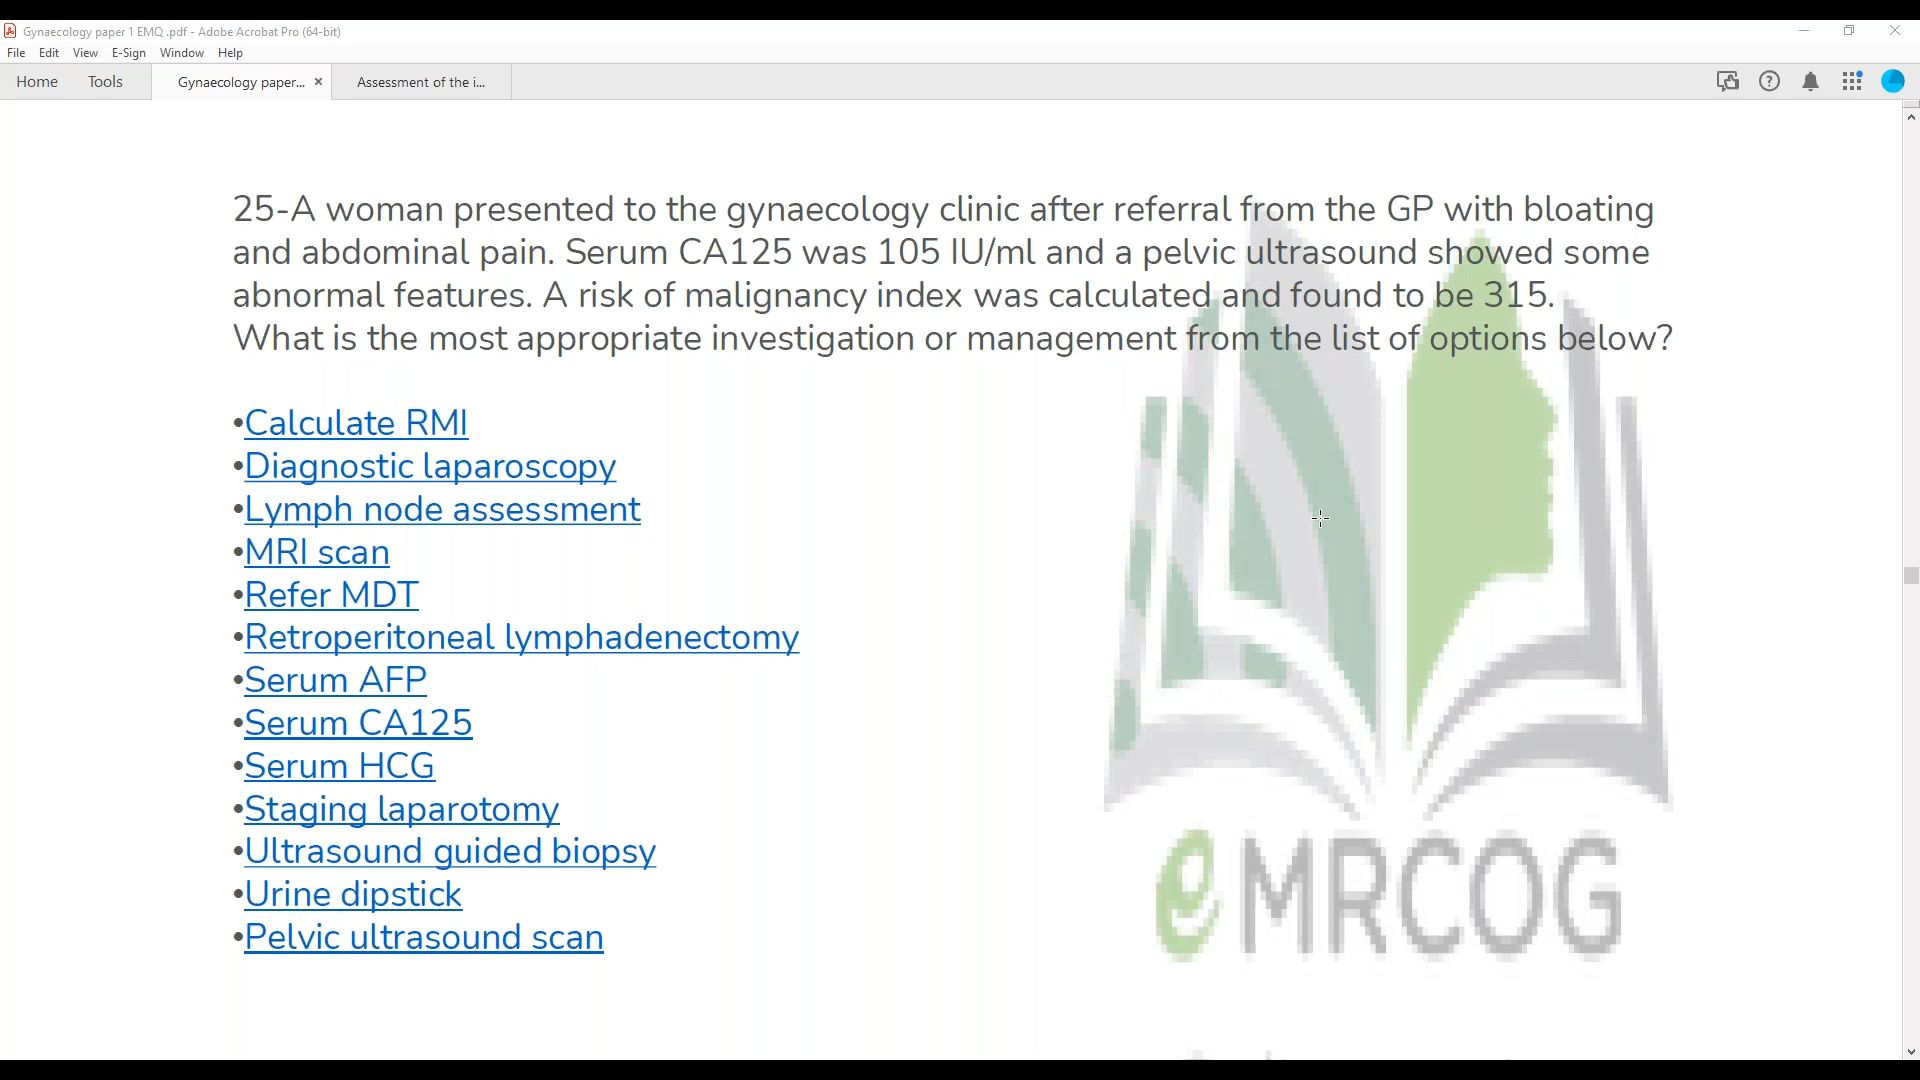 Gynaecology paper 1 EMQ .pdf - Adobe Acrobat Pro (64-bit)
File Edit View E-Sign Window Help
Home Tools Gynaecology paper... × Assessment of the i...
25-A woman presented to the gynaecology clinic after referral from the GP with bloating
and abdominal pain. Serum CA125 was 105 IU/ml and a pelvic ultrasound showed some
abnormal features. A risk of malignancy index was calculated and found to be 315.
What is the most appropriate investigation or management from the list of options below?
•Calculate RMI
•Diagnostic laparoscopy
•Lymph node assessment
•MRI scan
•Refer MDT
•Retroperitoneal lymphadenectomy
•Serum AFP
•Serum CA125
•Serum HCG
•Staging laparotomy
•Ultrasound guided biopsy
•Urine dipstick
•Pelvic ultrasound scan
eMRCOG